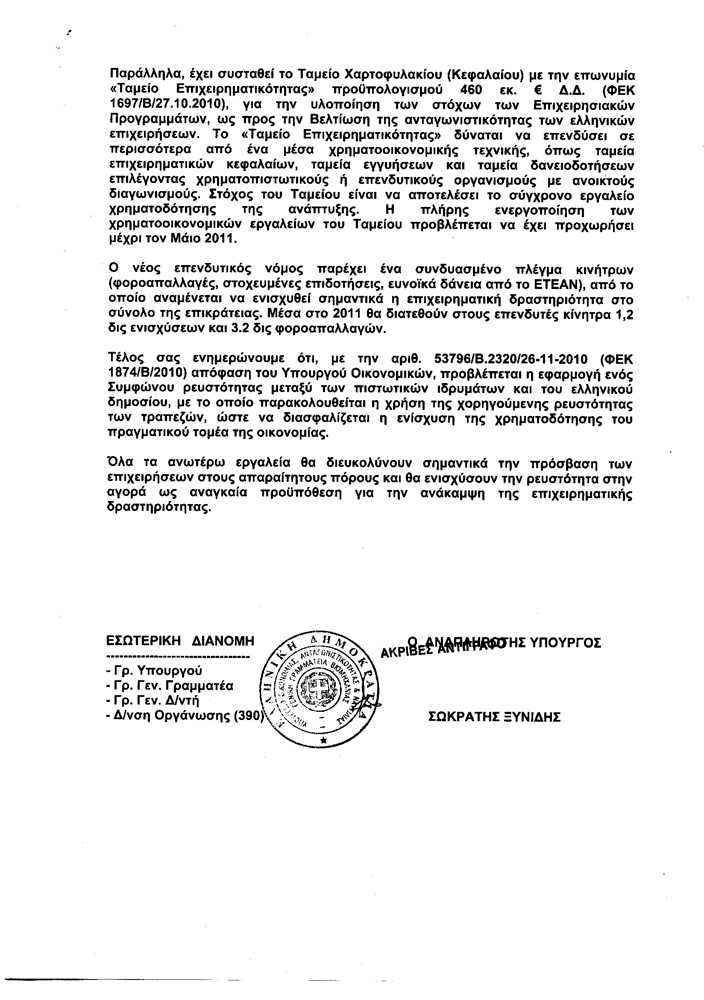 Παράλληλα, έχει συσταθεί το Ταμείο Χαρτοφυλακίου (Κεφαλαίου) με την επωνυμία
«Ταμείο Επιχειρηματικότητας» προϋπολογισμού 460 εκ. € Δ.Δ. (ΦΕΚ
1697/Β/27.10.2010), για την υλοποίηση των στόχων των Επιχειρησιακών
Προγραμμάτων, ως προς την Βελτίωση της ανταγωνιστικότητας των ελληνικών
επιχειρήσεων. Το «Ταμείο Επιχειρηματικότητας» δύναται να επενδύσει σε
περισσότερα από ένα μέσα χρηματοοικονομικής τεχνικής, όπως ταμεία
επιχειρηματικών κεφαλαίων, ταμεία εγγυήσεων και ταμεία δανειοδοτήσεων
επιλέγοντας χρηματοπιστωτικούς ή επενδυτικούς οργανισμούς με ανοικτούς
διαγωνισμούς. Στόχος του Ταμείου είναι να αποτελέσει το σύγχρονο εργαλείο
χρηματοδότησης της ανάπτυξης. Η πλήρης ενεργοποίηση των
χρηματοοικονομικών εργαλείων του Ταμείου προβλέπεται να έχει προχωρήσει
μέχρι τον Μάιο 2011.
Ο νέος επενδυτικός νόμος παρέχει ένα συνδυασμένο πλέγμα κινήτρων
(φοροαπαλλαγές, στοχευμένες επιδοτήσεις, ευνοϊκά δάνεια από το ΕΤΕΑΝ), από το
οποίο αναμένεται να ενισχυθεί σημαντικά η επιχειρηματική δραστηριότητα στο
σύνολο της επικράτειας. Μέσα στο 2011 θα διατεθούν στους επενδυτές κίνητρα 1,2
δις ενισχύσεων και 3.2 δις φοροαπαλλαγών.
Τέλος σας ενημερώνουμε ότι, με την αριθ. 53796/Β.2320/26-11-2010 (ΦΕΚ
1874/Β/2010) απόφαση του Υπουργού Οικονομικών, προβλέπεται η εφαρμογή ενός
Συμφώνου ρευστότητας μεταξύ των πιστωτικών ιδρυμάτων και του ελληνικού
δημοσίου, με το οποίο παρακολουθείται η χρήση της χορηγούμενης ρευστότητας
των τραπεζών, ώστε να διασφαλίζεται η ενίσχυση της χρηματοδότησης του
πραγματικού τομέα της οικονομίας.
Όλα τα ανωτέρω εργαλεία θα διευκολύνουν σημαντικά την πρόσβαση των
επιχειρήσεων στους απαραίτητους πόρους και θα ενισχύσουν την ρευστότητα στην
αγορά ως αναγκαία προϋπόθεση για την ανάκαμψη της επιχειρηματικής
δραστηριότητας.
ΕΣΩΤΕΡΙΚΗ ΔΙΑΝΟΜΗ
- Γρ. Υπουργού
- Γρ. Γεν. Γραμματέα
- Γρ. Γεν. Δ/ντή
- Δ/νση Οργάνωσης (390)
ΕΛΛΗΝΙΚΗ ΔΗΜΟΚΡΑΤΙΑ
ΥΠΟΥΡΓΕΙΟ ΟΙΚΟΝΟΜΙΑΣ, ΑΝΤΑΓΩΝΙΣΤΙΚΟΤΗΤΑΣ & ΝΑΥΤΙΛΙΑΣ
ΓΕΝΙΚΗ ΓΡΑΜΜΑΤΕΙΑ ΒΙΟΜΗΧΑΝΙΑΣ
Ο ΑΝΑΠΛΗΡΩΤΗΣ ΥΠΟΥΡΓΟΣ
ΑΚΡΙΒΕΣ ΑΝΤΙΓΡΑΦΟ
ΣΩΚΡΑΤΗΣ ΞΥΝΙΔΗΣ